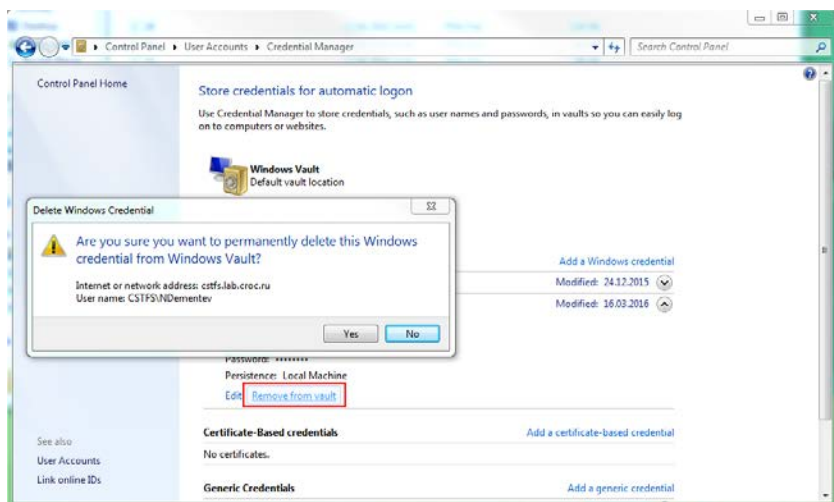 Control Panel ▸ User Accounts ▸ Credential Manager
Search Control Panel
Control Panel Home
Store credentials for automatic logon
Use Credential Manager to store credentials, such as user names and passwords, in vaults so you can easily log
on to computers or websites.
Windows Vault
Default vault location
Delete Windows Credential
Are you sure you want to permanently delete this Windows
credential from Windows Vault?
Internet or network address: cstfs.lab.croc.ru
User name: CSTFS\NDementev
Yes No
Add a Windows credential
Modified: 24.12.2015
Modified: 16.03.2016
Password: ••••••••
Persistence: Local Machine
Edit Remove from vault
Certificate-Based credentials Add a certificate-based credential
No certificates.
Generic Credentials Add a generic credential
See also
User Accounts
Link online IDs